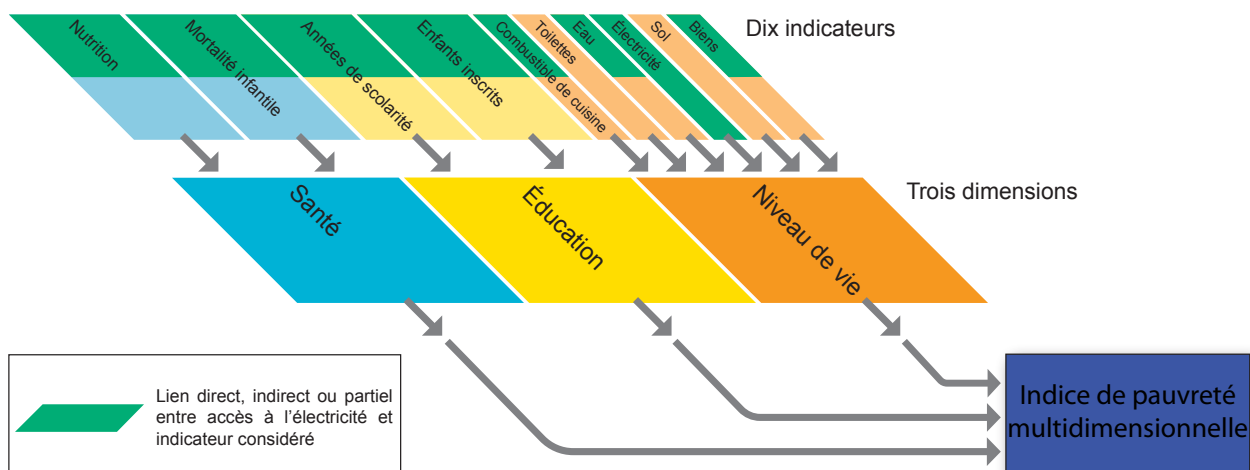 Nutrition
Mortalité infantile
Années de scolarité
Enfants inscrits
Combustible de cuisine
Toilettes
Eau
Électricité
Sol
Biens
Dix indicateurs
Santé
Éducation
Niveau de vie
Trois dimensions
Lien direct, indirect ou partiel
entre accès à l’électricité et
indicateur considéré
Indice de pauvreté
multidimensionnelle